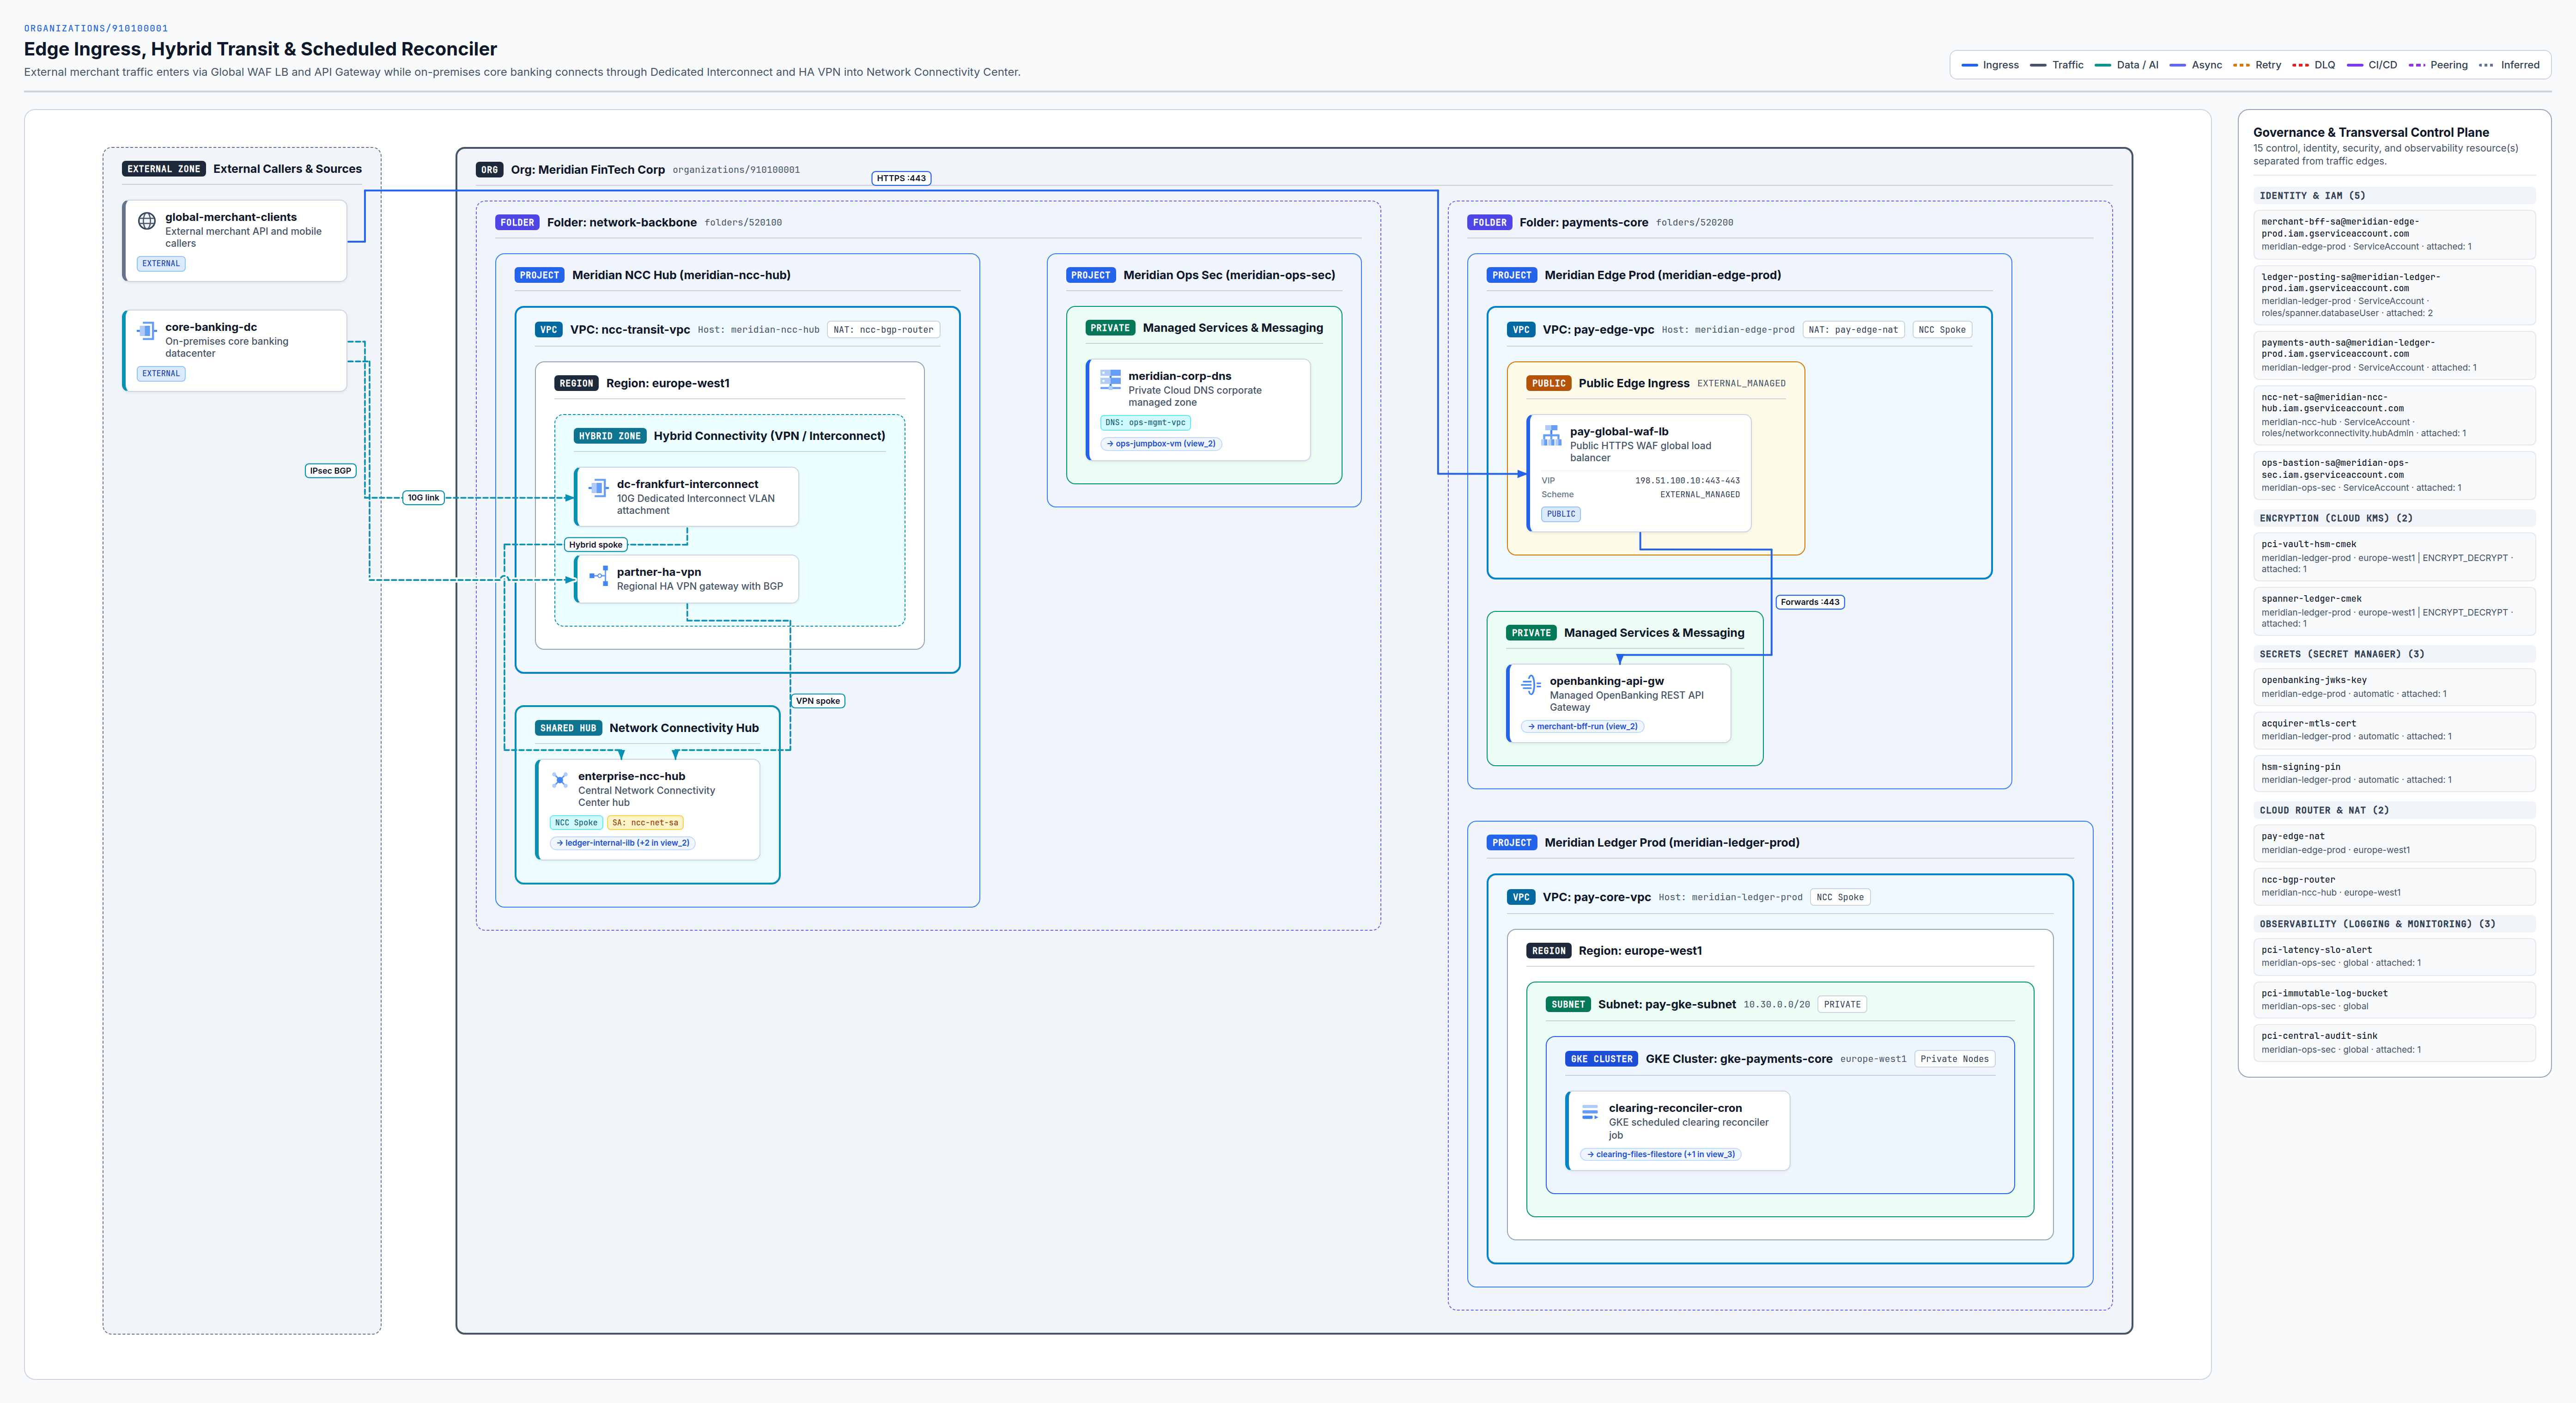 ORGANIZATIONS/910100001
Edge Ingress, Hybrid Transit & Scheduled Reconciler
External merchant traffic enters via Global WAF LB and API Gateway while on-premises core banking connects through Dedicated Interconnect and HA VPN into Network Connectivity Center.
Ingress
Traffic
Data / AI
Async
Retry
DLQ
CI/CD
Peering
Inferred
EXTERNAL ZONE External Callers & Sources
global-merchant-clients
External merchant API and mobile
callers
EXTERNAL
core-banking-dc
On-premises core banking
datacenter
EXTERNAL
IPsec BGP
10G link
ORG Org: Meridian FinTech Corp organizations/910100001
HTTPS :443
FOLDER Folder: network-backbone folders/520100
PROJECT Meridian NCC Hub (meridian-ncc-hub)
VPC VPC: ncc-transit-vpc Host: meridian-ncc-hub NAT: ncc-bgp-router
REGION Region: europe-west1
HYBRID ZONE Hybrid Connectivity (VPN / Interconnect)
dc-frankfurt-interconnect
10G Dedicated Interconnect VLAN
attachment
Hybrid spoke
partner-ha-vpn
Regional HA VPN gateway with BGP
VPN spoke
SHARED HUB Network Connectivity Hub
enterprise-ncc-hub
Central Network Connectivity
Center hub
NCC Spoke SA: ncc-net-sa
→ ledger-internal-ilb (+2 in view_2)
PROJECT Meridian Ops Sec (meridian-ops-sec)
PRIVATE Managed Services & Messaging
meridian-corp-dns
Private Cloud DNS corporate
managed zone
DNS: ops-mgmt-vpc
→ ops-jumpbox-vm (view_2)
FOLDER Folder: payments-core folders/520200
PROJECT Meridian Edge Prod (meridian-edge-prod)
VPC VPC: pay-edge-vpc Host: meridian-edge-prod NAT: pay-edge-nat NCC Spoke
PUBLIC Public Edge Ingress EXTERNAL_MANAGED
pay-global-waf-lb
Public HTTPS WAF global load
balancer
VIP 198.51.100.10:443-443
Scheme EXTERNAL_MANAGED
PUBLIC
Forwards :443
PRIVATE Managed Services & Messaging
openbanking-api-gw
Managed OpenBanking REST API
Gateway
→ merchant-bff-run (view_2)
PROJECT Meridian Ledger Prod (meridian-ledger-prod)
VPC VPC: pay-core-vpc Host: meridian-ledger-prod NCC Spoke
REGION Region: europe-west1
SUBNET Subnet: pay-gke-subnet 10.30.0.0/20 PRIVATE
GKE CLUSTER GKE Cluster: gke-payments-core europe-west1 Private Nodes
clearing-reconciler-cron
GKE scheduled clearing reconciler
job
→ clearing-files-filestore (+1 in view_3)
Governance & Transversal Control Plane
15 control, identity, security, and observability resource(s)
separated from traffic edges.
IDENTITY & IAM (5)
merchant-bff-sa@meridian-edge-
prod.iam.gserviceaccount.com
meridian-edge-prod · ServiceAccount · attached: 1
ledger-posting-sa@meridian-ledger-
prod.iam.gserviceaccount.com
meridian-ledger-prod · ServiceAccount ·
roles/spanner.databaseUser · attached: 2
payments-auth-sa@meridian-ledger-
prod.iam.gserviceaccount.com
meridian-ledger-prod · ServiceAccount · attached: 1
ncc-net-sa@meridian-ncc-
hub.iam.gserviceaccount.com
meridian-ncc-hub · ServiceAccount ·
roles/networkconnectivity.hubAdmin · attached: 1
ops-bastion-sa@meridian-ops-
sec.iam.gserviceaccount.com
meridian-ops-sec · ServiceAccount · attached: 1
ENCRYPTION (CLOUD KMS) (2)
pci-vault-hsm-cmek
meridian-ledger-prod · europe-west1 | ENCRYPT_DECRYPT ·
attached: 1
spanner-ledger-cmek
meridian-ledger-prod · europe-west1 | ENCRYPT_DECRYPT ·
attached: 1
SECRETS (SECRET MANAGER) (3)
openbanking-jwks-key
meridian-edge-prod · automatic · attached: 1
acquirer-mtls-cert
meridian-ledger-prod · automatic · attached: 1
hsm-signing-pin
meridian-ledger-prod · automatic · attached: 1
CLOUD ROUTER & NAT (2)
pay-edge-nat
meridian-edge-prod · europe-west1
ncc-bgp-router
meridian-ncc-hub · europe-west1
OBSERVABILITY (LOGGING & MONITORING) (3)
pci-latency-slo-alert
meridian-ops-sec · global · attached: 1
pci-immutable-log-bucket
meridian-ops-sec · global
pci-central-audit-sink
meridian-ops-sec · global · attached: 1